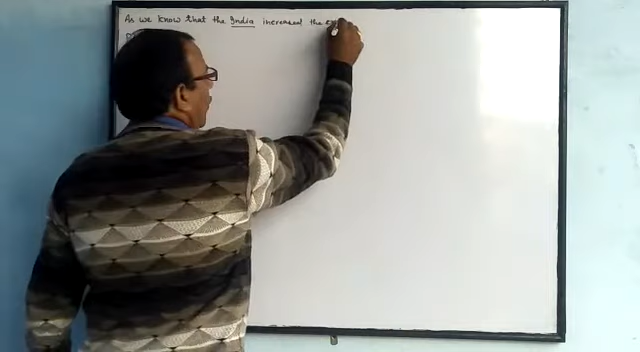 As we know that the India increased the